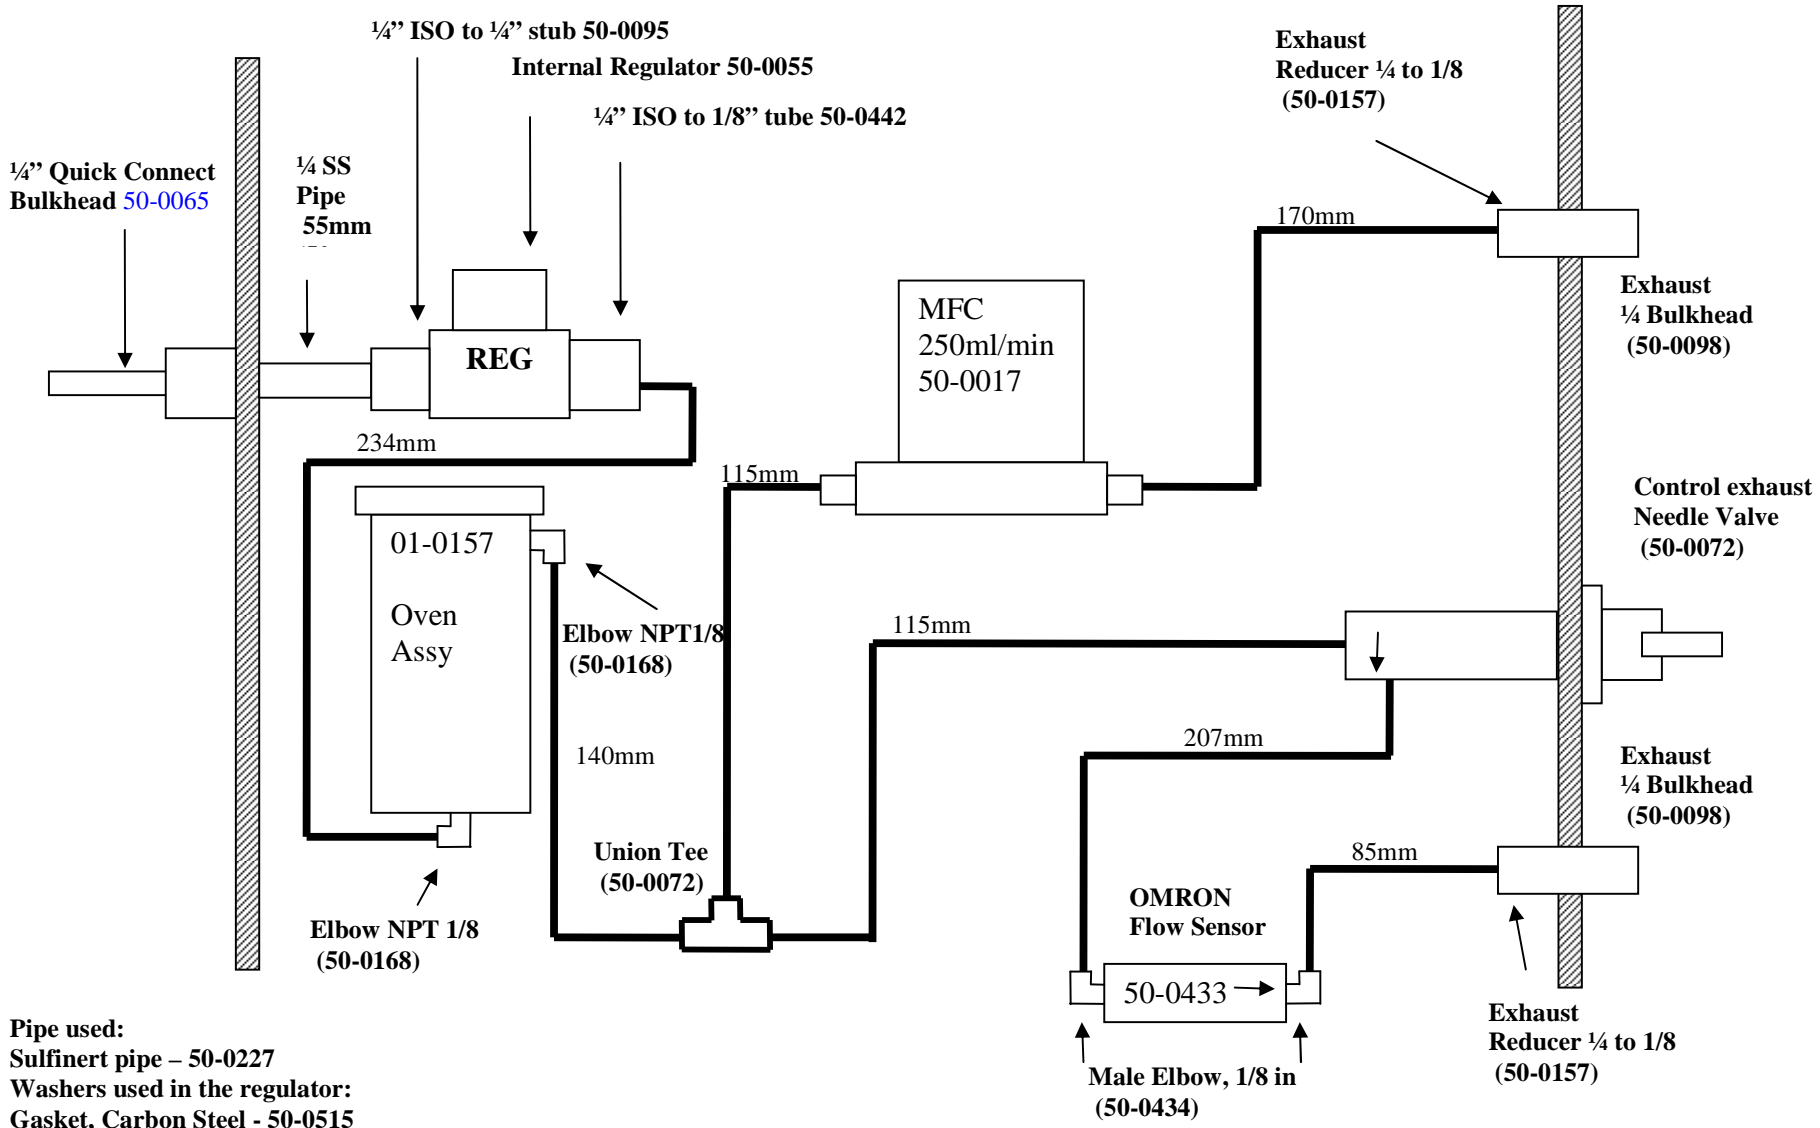 ¼” ISO to ¼” stub 50-0095
Internal Regulator 50-0055
¼” ISO to 1/8” tube 50-0442
Exhaust
Reducer ¼ to 1/8
(50-0157)
¼” Quick Connect
Bulkhead 50-0065
¼ SS
Pipe
55mm
REG
MFC
250ml/min
50-0017
170mm
Exhaust
¼ Bulkhead
(50-0098)
234mm
115mm
Control exhaust
Needle Valve
(50-0072)
01-0157
Oven
Assy
Elbow NPT1/8
(50-0168)
115mm
140mm
207mm
Exhaust
¼ Bulkhead
(50-0098)
Union Tee
(50-0072)
85mm
OMRON
Flow Sensor
Elbow NPT 1/8
(50-0168)
50-0433
Exhaust
Reducer ¼ to 1/8
(50-0157)
Male Elbow, 1/8 in
(50-0434)
Pipe used:
Sulfinert pipe – 50-0227
Washers used in the regulator:
Gasket, Carbon Steel - 50-0515